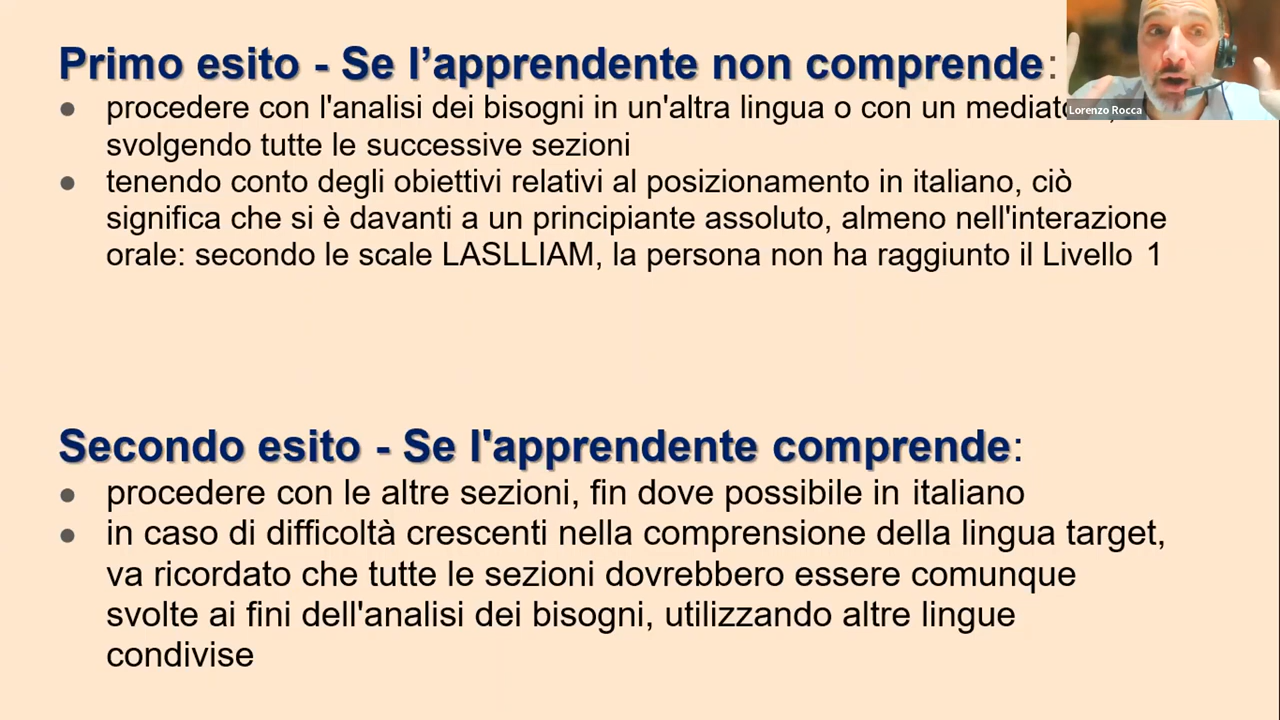 Primo esito - Se l’apprendente non comprende:
● procedere con l'analisi dei bisogni in un'altra lingua o con un
svolgendo tutte le successive sezioni
● tenendo conto degli obiettivi relativi al posizionamento in italiano, ciò
significa che si è davanti a un principiante assoluto, almeno nell'interazione
orale: secondo le scale LASLLIAM, la persona non ha raggiunto il Livello 1
Lorenzo Rocca
Secondo esito - Se l'apprendente comprende:
● procedere con le altre sezioni, fin dove possibile in italiano
● in caso di difficoltà crescenti nella comprensione della lingua target,
va ricordato che tutte le sezioni dovrebbero essere comunque
svolte ai fini dell'analisi dei bisogni, utilizzando altre lingue
condivise